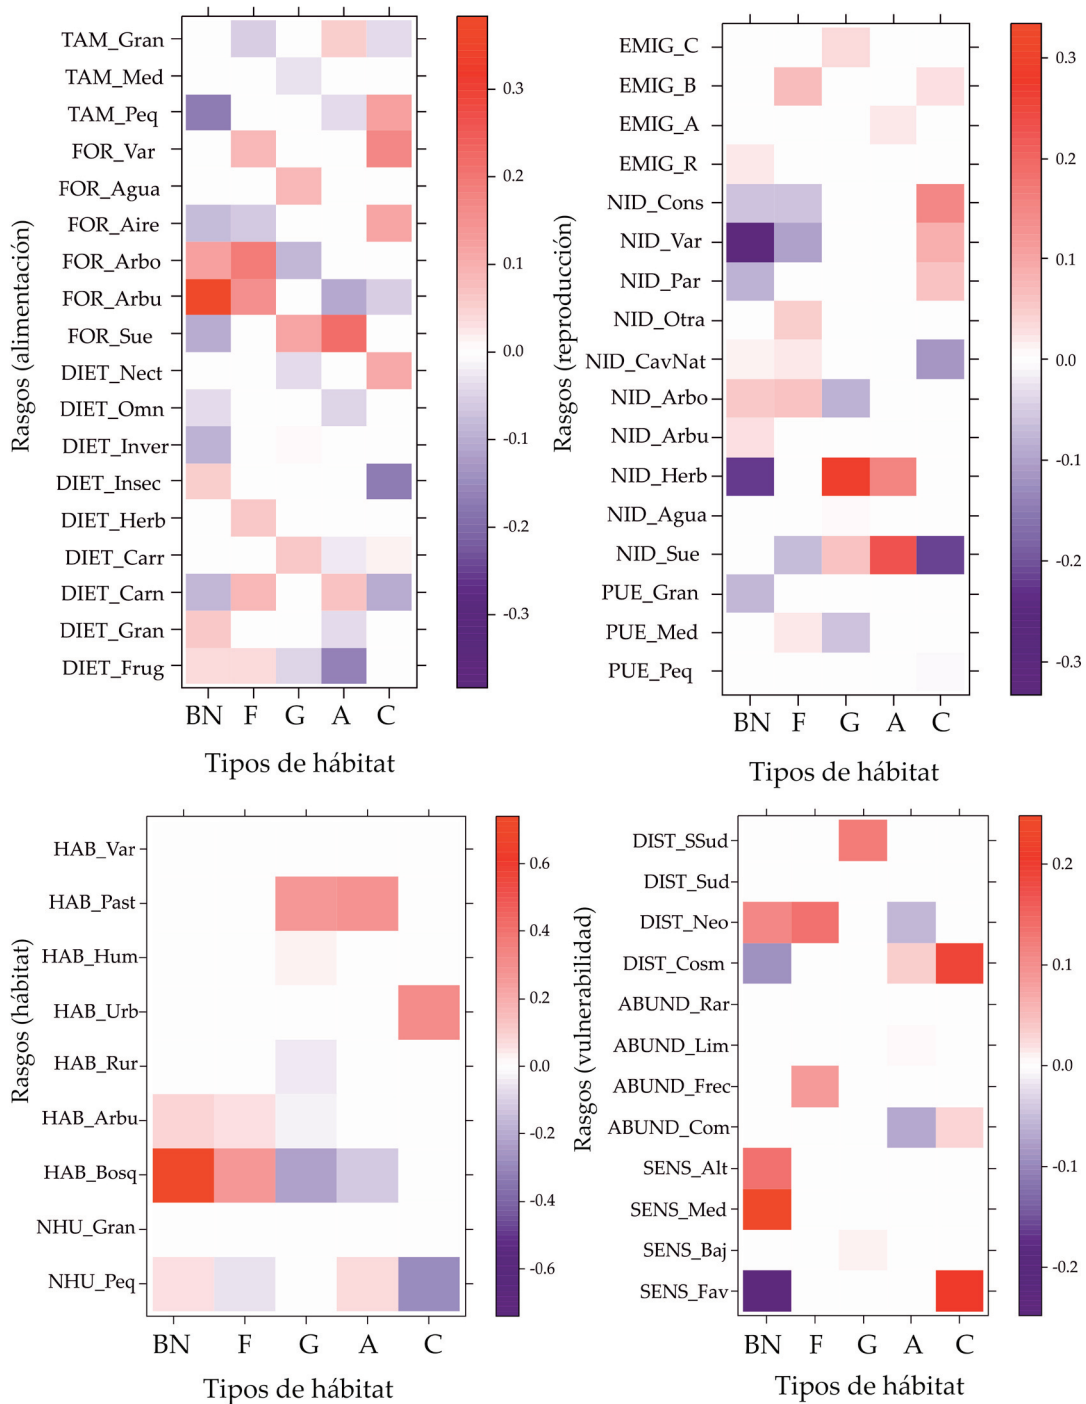 Rasgos (alimentación)
TAM_Gran
TAM_Med
TAM_Peq
FOR_Var
FOR_Agua
FOR_Aire
FOR_Arbo
FOR_Arbu
FOR_Sue
DIET_Nect
DIET_Omn
DIET_Inver
DIET_Insec
DIET_Herb
DIET_Carr
DIET_Carn
DIET_Gran
DIET_Frug
BN F G A C
Tipos de hábitat
0.3
0.2
0.1
0.0
-0.1
-0.2
-0.3
Rasgos (reproducción)
EMIG_C
EMIG_B
EMIG_A
EMIG_R
NID_Cons
NID_Var
NID_Par
NID_Otra
NID_CavNat
NID_Arbo
NID_Arbu
NID_Herb
NID_Agua
NID_Sue
PUE_Gran
PUE_Med
PUE_Peq
BN F G A C
Tipos de hábitat
0.3
0.2
0.1
0.0
-0.1
-0.2
-0.3
Rasgos (hábitat)
HAB_Var
HAB_Past
HAB_Hum
HAB_Urb
HAB_Rur
HAB_Arbu
HAB_Bosq
NHU_Gran
NHU_Peq
BN F G A C
Tipos de hábitat
0.6
0.4
0.2
0.0
-0.2
-0.4
-0.6
Rasgos (vulnerabilidad)
DIST_SSud
DIST_Sud
DIST_Neo
DIST_Cosm
ABUND_Rar
ABUND_Lim
ABUND_Frec
ABUND_Com
SENS_Alt
SENS_Med
SENS_Baj
SENS_Fav
BN F G A C
Tipos de hábitat
0.2
0.1
0.0
-0.1
-0.2